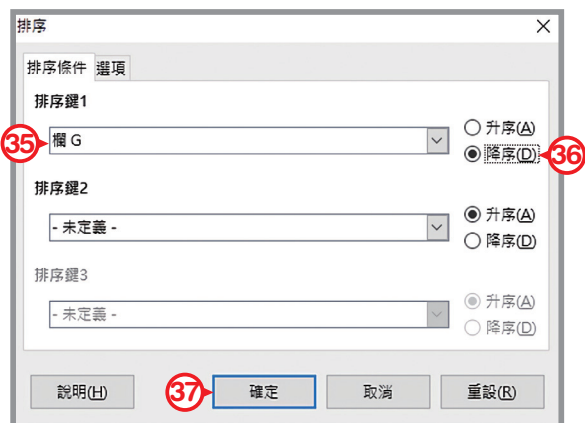 排序
排序條件 選項
排序鍵1
㉟ 欄 G
升序(A)
降序(D) ㊱
排序鍵2
- 未定義 -
升序(A)
降序(D)
排序鍵3
- 未定義 -
升序(A)
降序(D)
說明(H) ㊲ 確定 取消 重設(R)